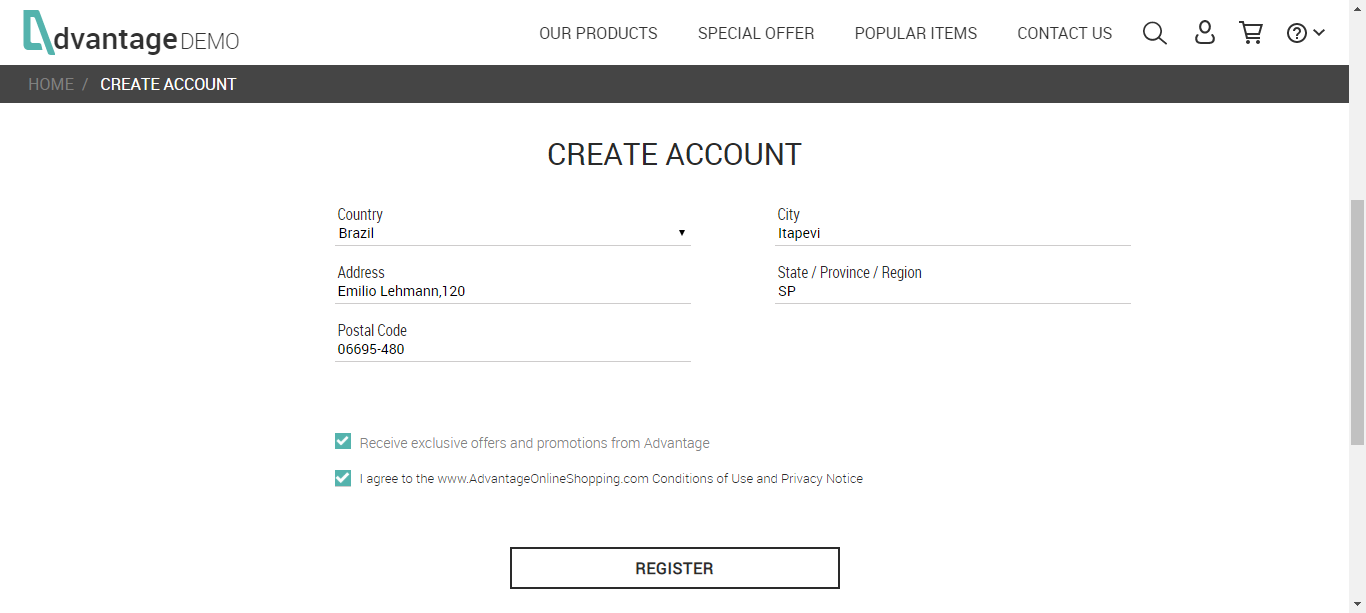 dvantage DEMO
OUR PRODUCTS SPECIAL OFFER POPULAR ITEMS CONTACT US
HOME / CREATE ACCOUNT
CREATE ACCOUNT
Country
Brazil
City
Itapevi
Address
Emilio Lehmann,120
State / Province / Region
SP
Postal Code
06695-480
Receive exclusive offers and promotions from Advantage
I agree to the www.AdvantageOnlineShopping.com Conditions of Use and Privacy Notice
REGISTER